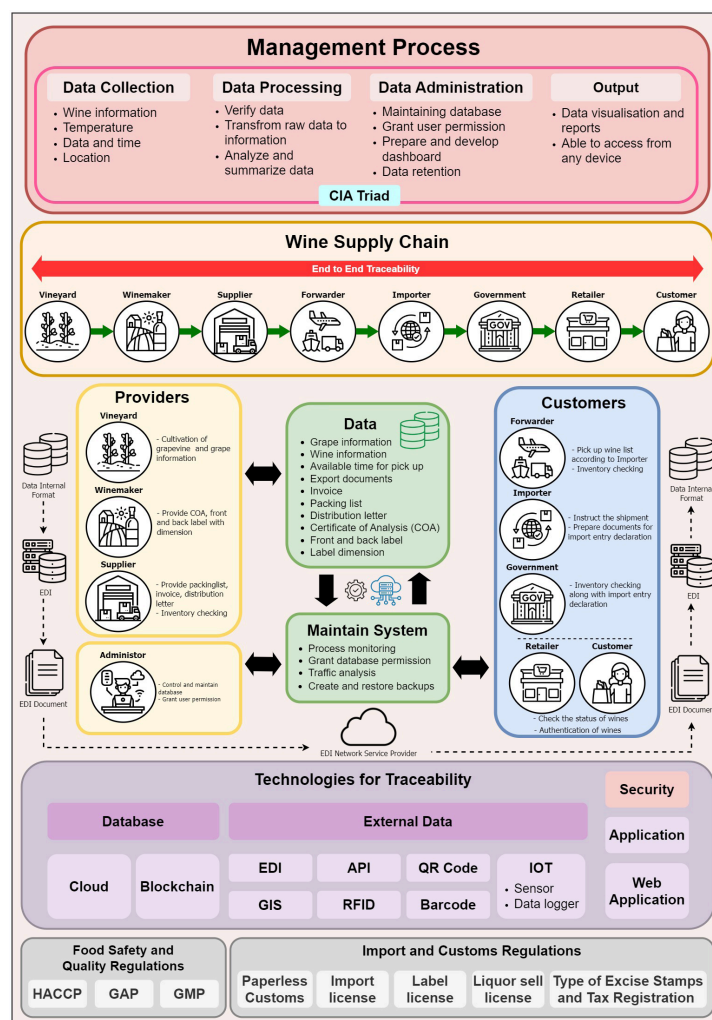 Management Process
Data Collection
• Wine information
• Temperature
• Data and time
• Location
Data Processing
• Verify data
• Transfrom raw data to
information
• Analyze and
summarize data
Data Administration
• Maintaining database
• Grant user permission
• Prepare and develop
dashboard
• Data retention
Output
• Data visualisation and
reports
• Able to access from
any device
CIA Triad
Wine Supply Chain
End to End Traceability
Vineyard
Winemaker
Supplier
Forwarder
Importer
Government
GOV
Retailer
Customer
Data Internal
Format
EDI
EDI Document
Providers
Vineyard
- Cultivation of
grapevine and grape
information
Winemaker
- Provide COA, front
and back label with
dimension
Supplier
- Provide packinglist,
invoice, distribution
letter
- Inventory checking
Administor
- Control and maintain
database
- Grant user permission
Data
• Grape information
• Wine information
• Available time for pick up
• Export documents
• Invoice
• Packing list
• Distribution letter
• Certificate of Analysis (COA)
• Front and back label
• Label dimension
Maintain System
• Process monitoring
• Grant database permission
• Traffic analysis
• Create and restore backups
EDI Network Service Provider
Customers
Forwarder
- Pick up wine list
according to Importer
- Inventory checking
Importer
- Instruct the shipment
- Prepare documents for
import entry declaration
Government
GOV
- Inventory checking
along with import entry
declaration
Retailer
Customer
- Check the status of wines
- Authentication of wines
Data Internal
Format
EDI
EDI Document
Technologies for Traceability
Database
Cloud
Blockchain
External Data
EDI
API
QR Code
GIS
RFID
Barcode
IOT
• Sensor
• Data logger
Security
Application
Web
Application
Food Safety and
Quality Regulations
HACCP
GAP
GMP
Import and Customs Regulations
Paperless
Customs
Import
license
Label
license
Liquor sell
license
Type of Excise Stamps
and Tax Registration